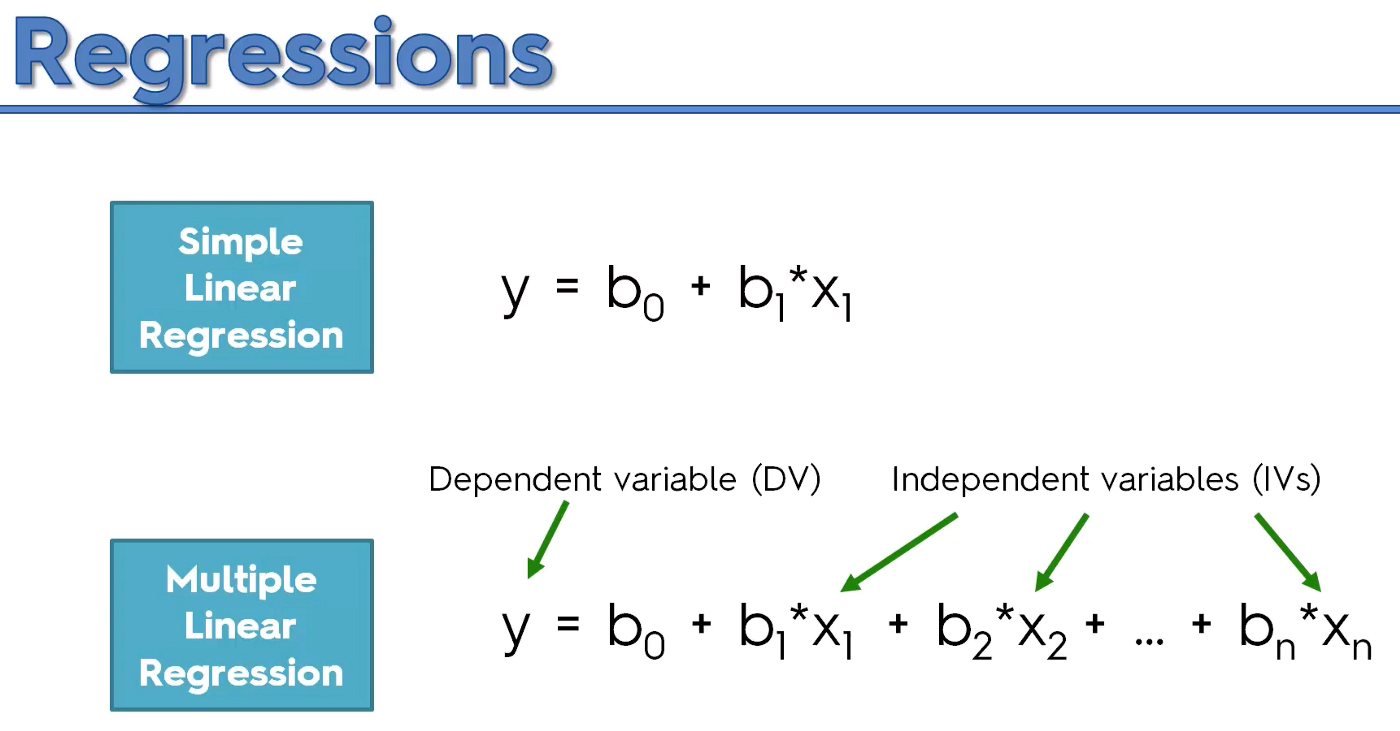 Regressions
Simple
Linear
Regression
y = b₀ + b₁*x₁
Dependent variable (DV)
Independent variables (IVs)
Multiple
Linear
Regression
y = b₀ + b₁*x₁ + b₂*x₂ + ... + bₙ*xₙ